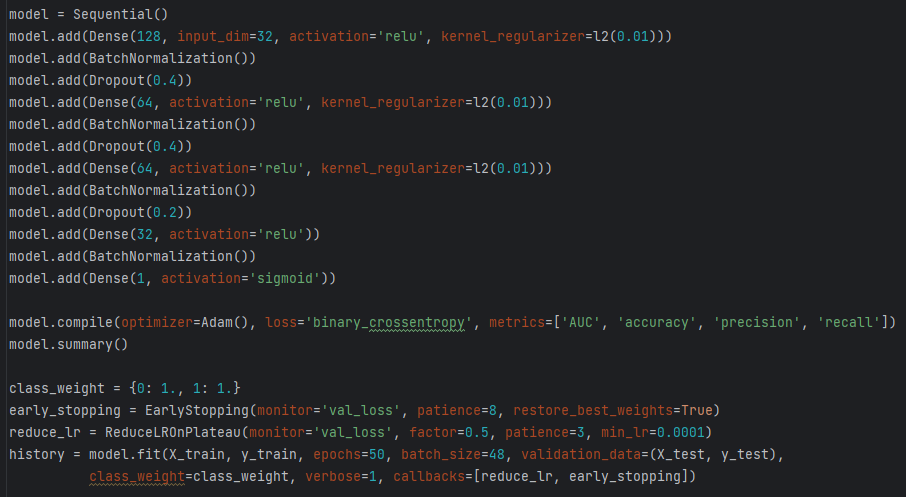 model = Sequential()
model.add(Dense(128, input_dim=32, activation='relu', kernel_regularizer=l2(0.01)))
model.add(BatchNormalization())
model.add(Dropout(0.4))
model.add(Dense(64, activation='relu', kernel_regularizer=l2(0.01)))
model.add(BatchNormalization())
model.add(Dropout(0.4))
model.add(Dense(64, activation='relu', kernel_regularizer=l2(0.01)))
model.add(BatchNormalization())
model.add(Dropout(0.2))
model.add(Dense(32, activation='relu'))
model.add(BatchNormalization())
model.add(Dense(1, activation='sigmoid'))

model.compile(optimizer=Adam(), loss='binary_crossentropy', metrics=['AUC', 'accuracy', 'precision', 'recall'])
model.summary()

class_weight = {0: 1., 1: 1.}
early_stopping = EarlyStopping(monitor='val_loss', patience=8, restore_best_weights=True)
reduce_lr = ReduceLROnPlateau(monitor='val_loss', factor=0.5, patience=3, min_lr=0.0001)
history = model.fit(X_train, y_train, epochs=50, batch_size=48, validation_data=(X_test, y_test),
          class_weight=class_weight, verbose=1, callbacks=[reduce_lr, early_stopping])